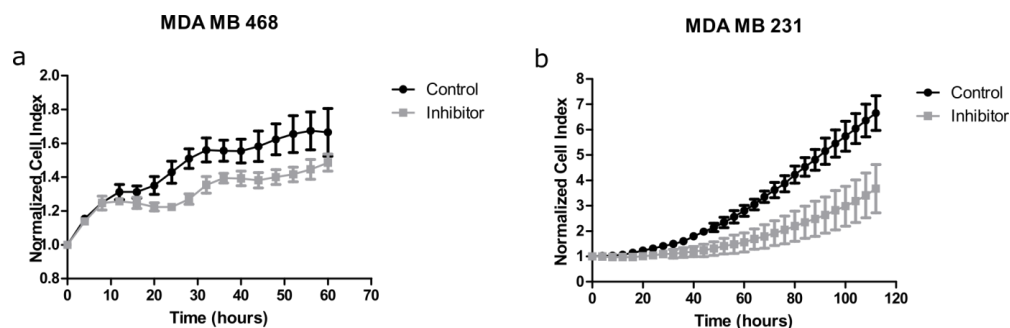 MDA MB 468
a
Normalized Cell Index
2.0
1.8
1.6
1.4
1.2
1.0
0.8
0 10 20 30 40 50 60 70
Time (hours)
Control
Inhibitor
MDA MB 231
b
Normalized Cell Index
8
7
6
5
4
3
2
1
0
0 20 40 60 80 100 120
Time (hours)
Control
Inhibitor